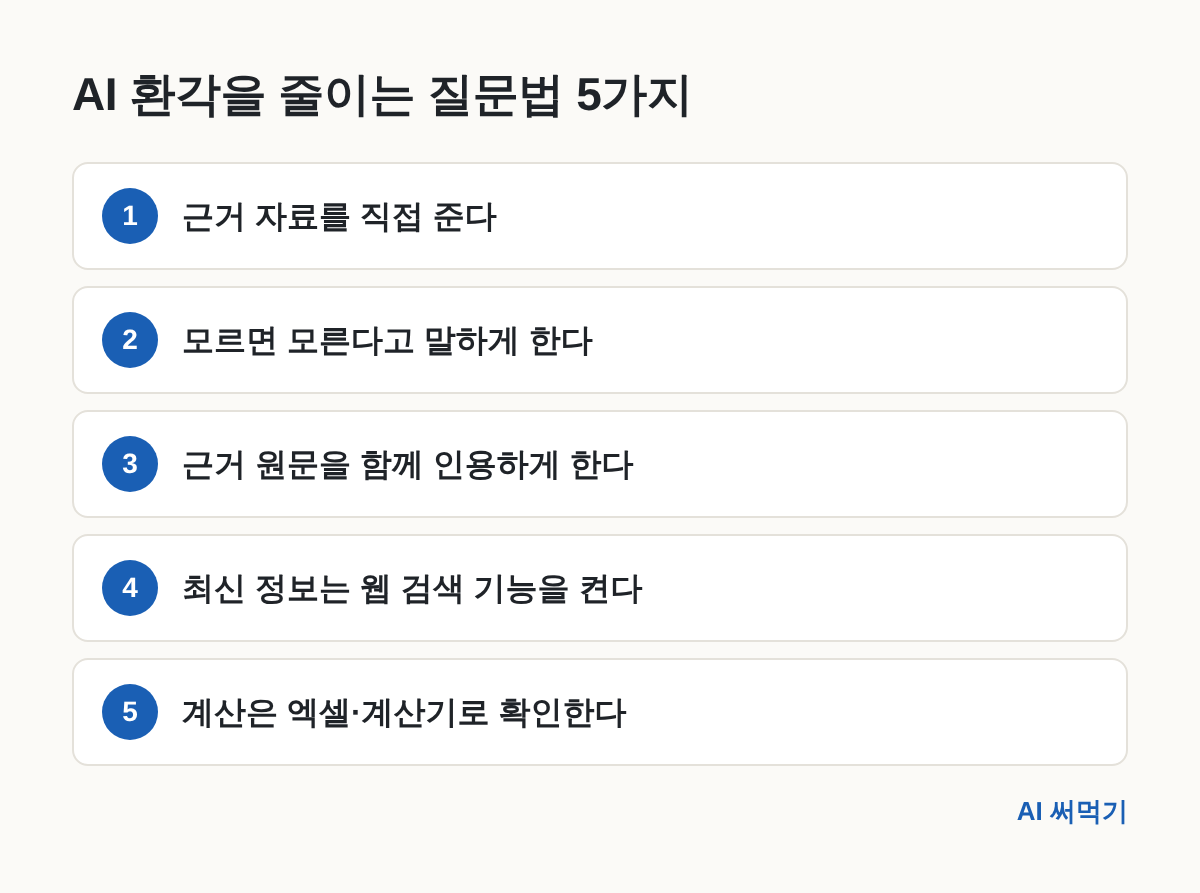 AI 환각을 줄이는 질문법 5가지
1 근거 자료를 직접 준다
2 모르면 모른다고 말하게 한다
3 근거 원문을 함께 인용하게 한다
4 최신 정보는 웹 검색 기능을 켠다
5 계산은 엑셀·계산기로 확인한다
AI 써먹기